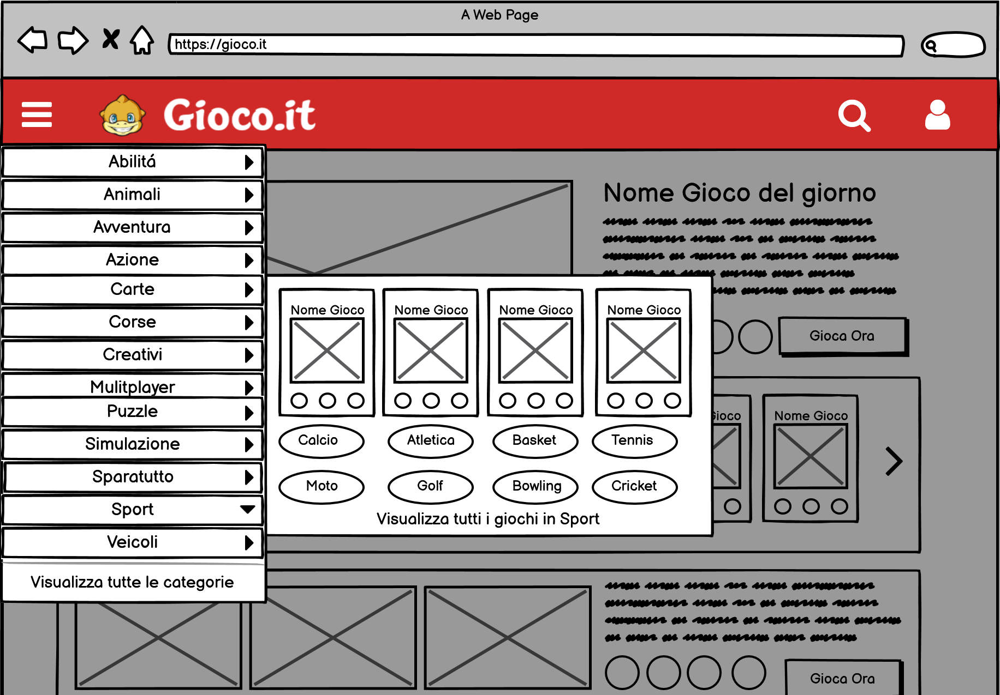 A Web Page
https://gioco.it
Gioco.it
Abilitá
Animali
Avventura
Azione
Carte
Corse
Creativi
Mulitplayer
Puzzle
Simulazione
Sparatutto
Sport
Veicoli
Visualizza tutte le categorie
Nome Gioco del giorno
Gioca Ora
Nome Gioco
Nome Gioco
Nome Gioco
Nome Gioco
Calcio
Atletica
Basket
Tennis
Moto
Golf
Bowling
Cricket
Visualizza tutti i giochi in Sport
Gioco
Nome Gioco
Gioca Ora